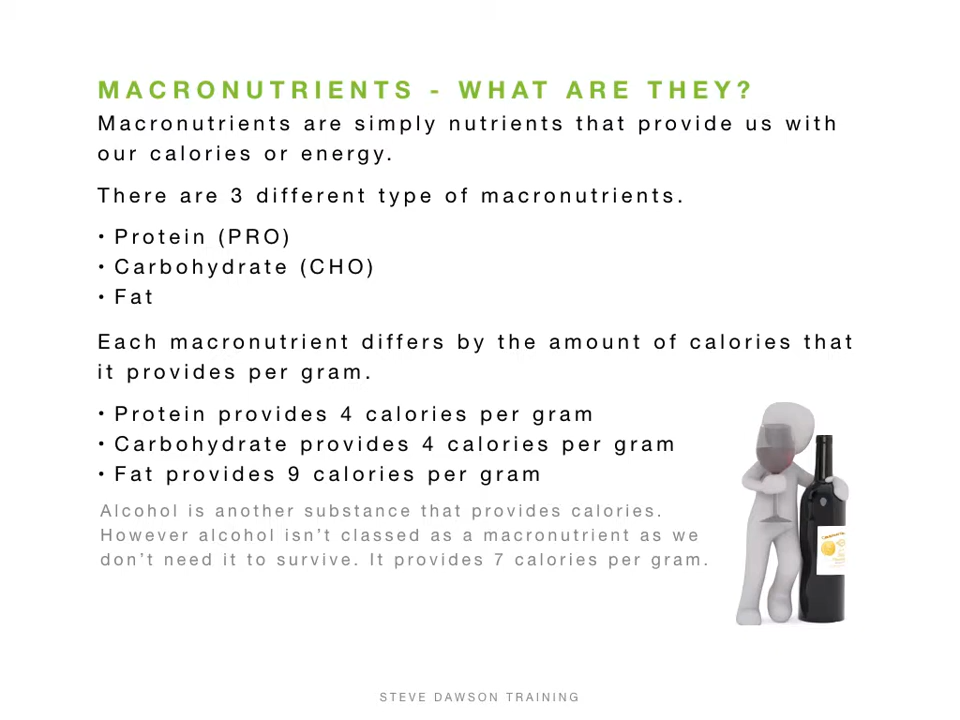 MACRONUTRIENTS - WHAT ARE THEY?
Macronutrients are simply nutrients that provide us with
our calories or energy.
There are 3 different type of macronutrients.
• Protein (PRO)
• Carbohydrate (CHO)
• Fat
Each macronutrient differs by the amount of calories that
it provides per gram.
• Protein provides 4 calories per gram
• Carbohydrate provides 4 calories per gram
• Fat provides 9 calories per gram
Alcohol is another substance that provides calories.
However alcohol isn’t classed as a macronutrient as we
don’t need it to survive. It provides 7 calories per gram.
STEVE DAWSON TRAINING